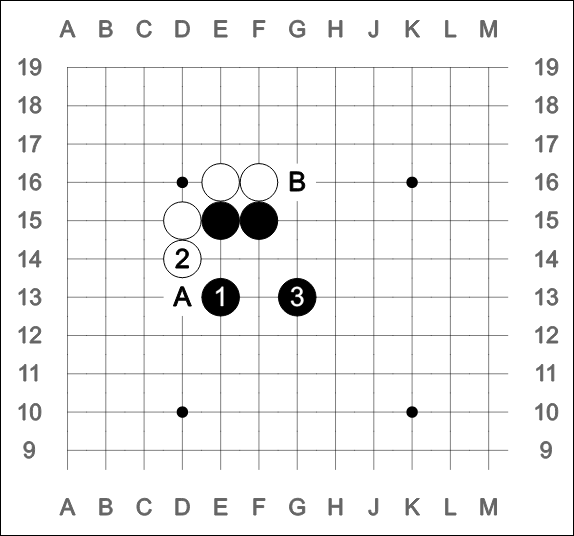 A B C D E F G H J K L M
19 19
18 18
17 17
16 B 16
15 15
14 2 14
13 A 1 3 13
12 12
11 11
10 10
9 9
A B C D E F G H J K L M